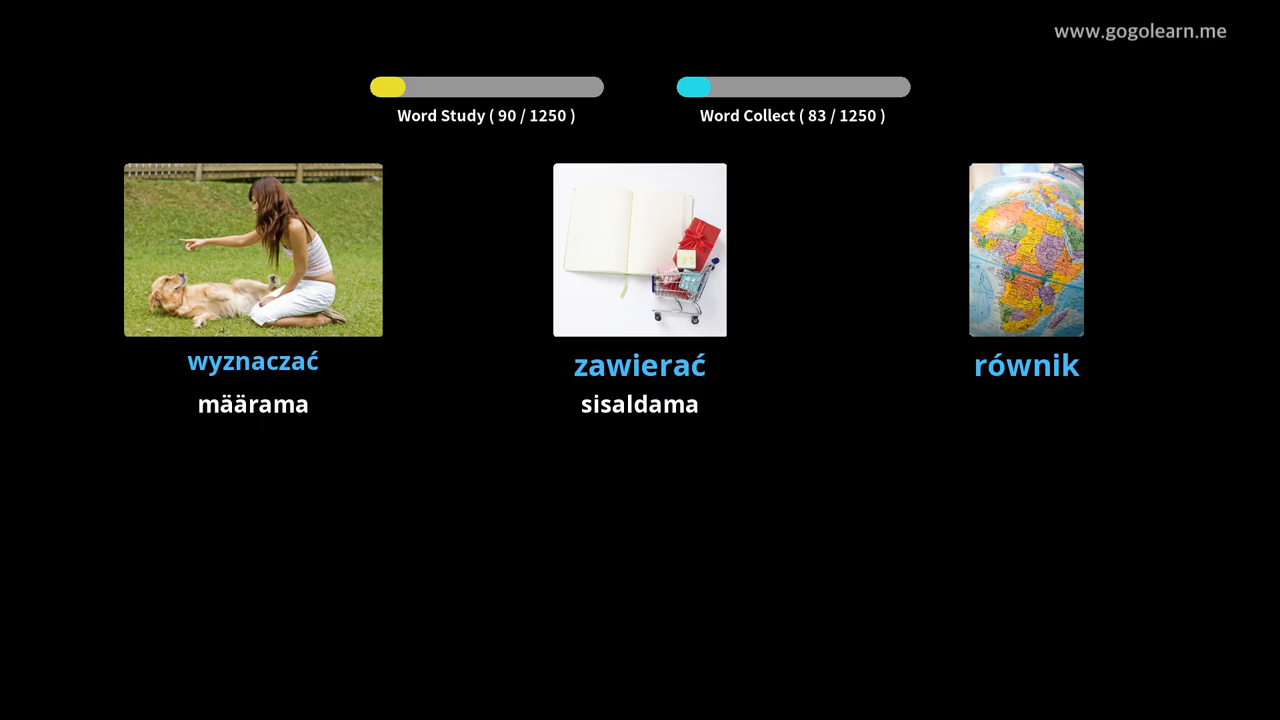 www.gogolearn.me
Word Study ( 90 / 1250 )
Word Collect ( 83 / 1250 )
wyznaczać
määrama
zawierać
sisaldama
równik